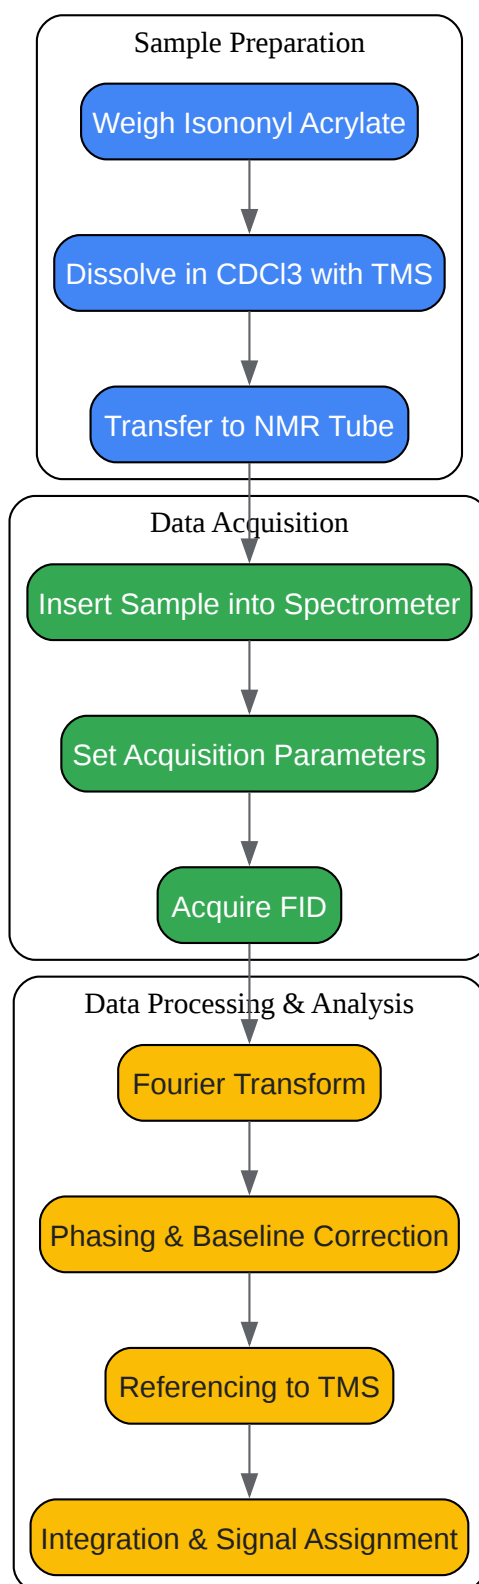 Sample Preparation
Weigh Isononyl Acrylate
Dissolve in CDCl3 with TMS
Transfer to NMR Tube
Data Acquisition
Insert Sample into Spectrometer
Set Acquisition Parameters
Acquire FID
Data Processing & Analysis
Fourier Transform
Phasing & Baseline Correction
Referencing to TMS
Integration & Signal Assignment